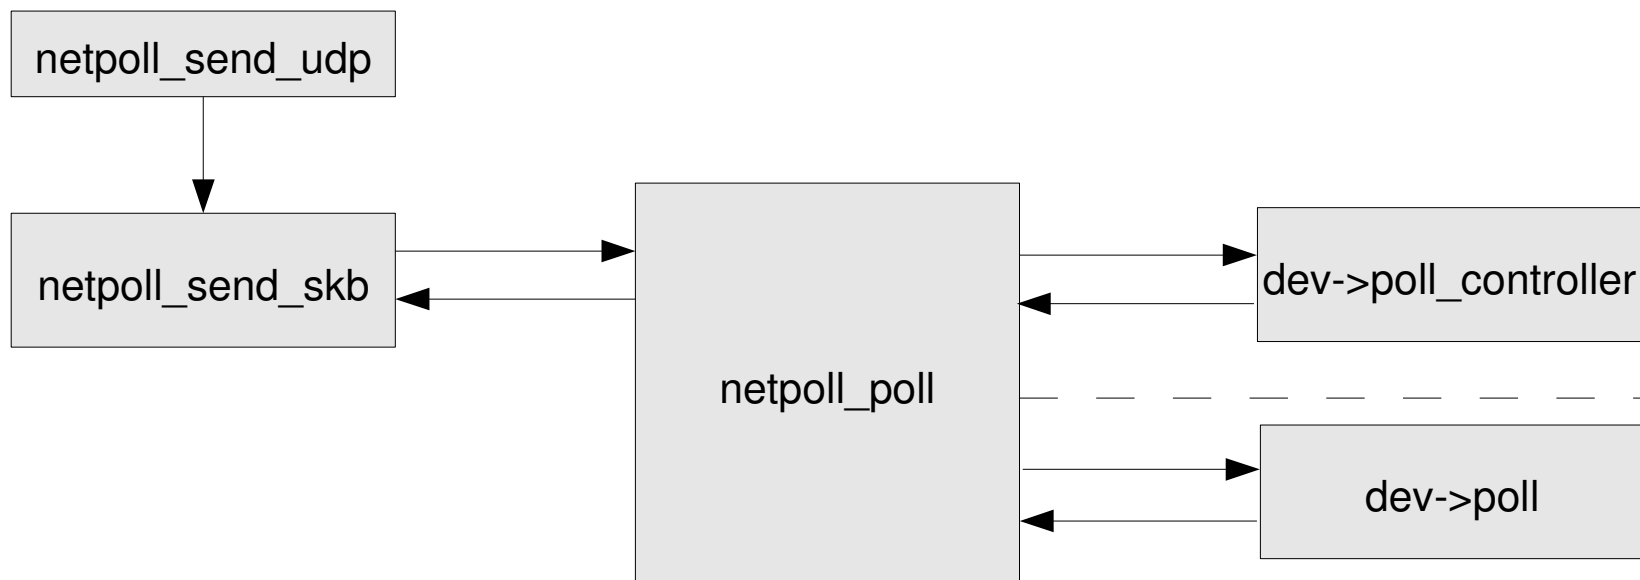 netpoll_send_udp
netpoll_send_skb
dev->poll_controller
netpoll_poll
dev->poll